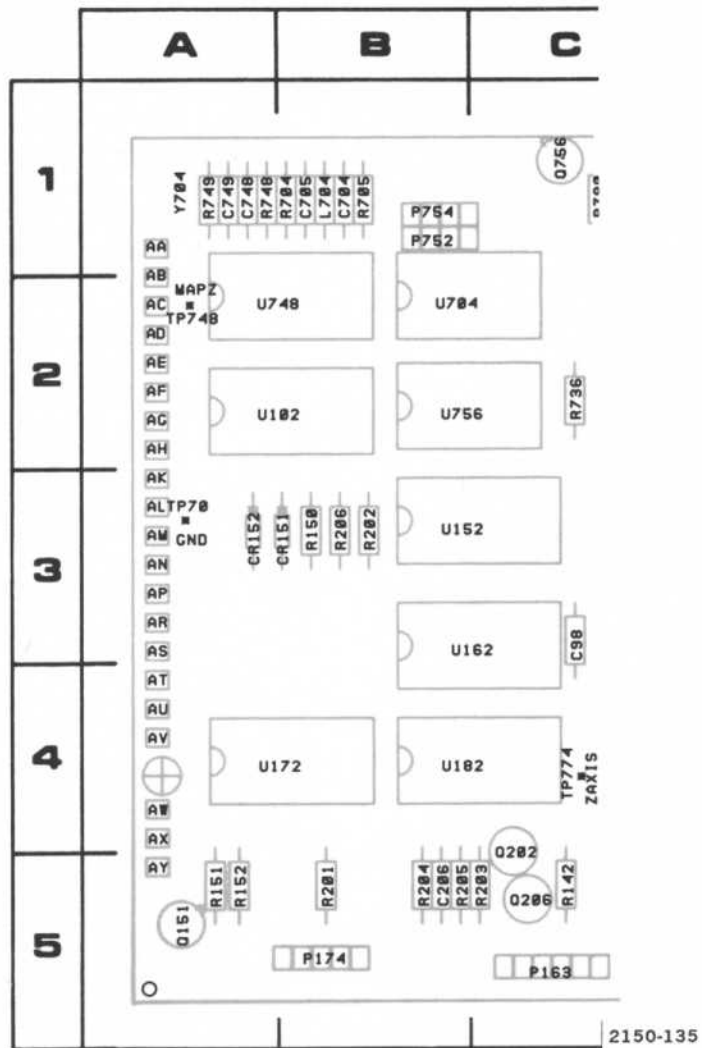 A B C
1
Q756
Y704 R749 C749 C748 R748 R704 C705 L704 C704 R705
P754
P752
AA
AB
MAPZ
AC
TP748
U748 U704
AD
2
AE
AF
AG
U102 U756 R736
AH
AK
AL TP70
AM
GND
CR152 CR151 R150 R206 R202
U152
3
AN
AP
AR
AS
U162 C98
AT
AU
AV
4
U172 U182 TP774 ZAXIS
AW
AX
AY
Q202
R151 R152 R201 R204 C206 R205 R203 Q206 R142
Q151
5
P174 P163
2150-135